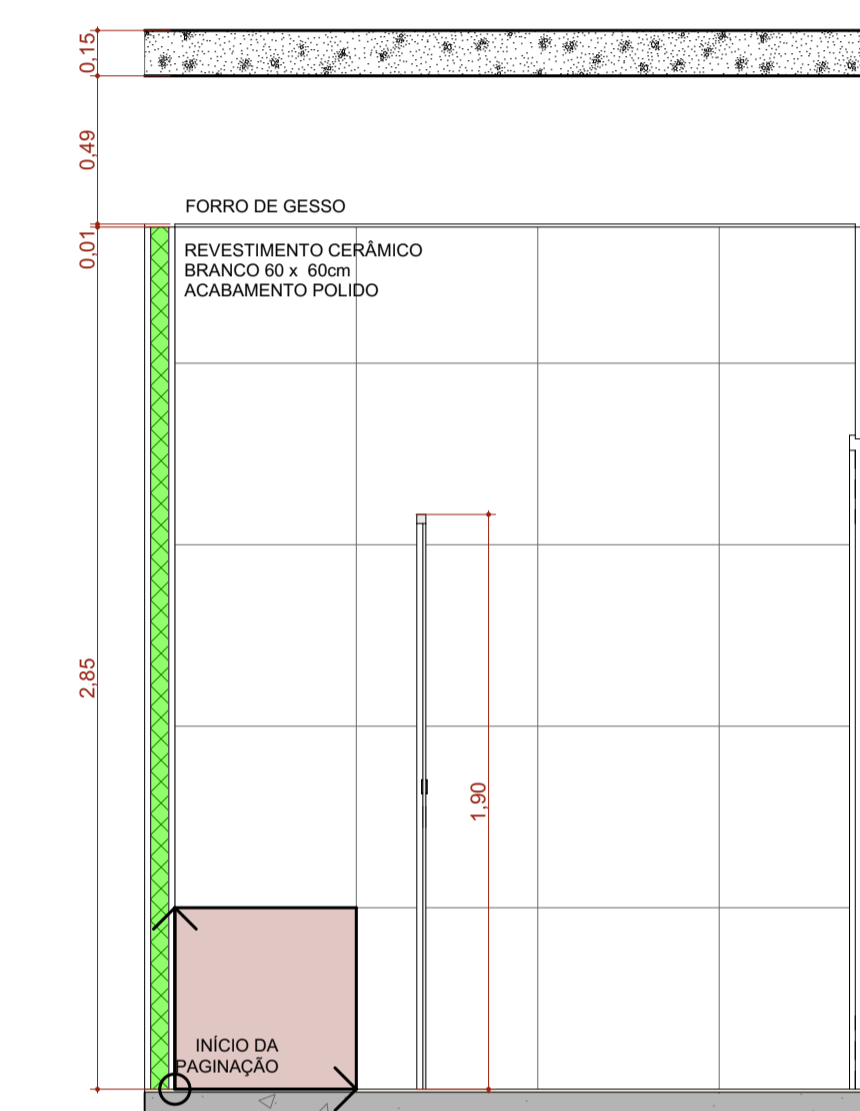 0,15
0,49
FORRO DE GESSO
0,01
REVESTIMENTO CERÂMICO
BRANCO 60 x 60cm
ACABAMENTO POLIDO
2,85
1,90
INÍCIO DA
PAGINAÇÃO